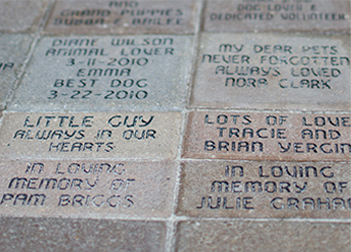 AND
GRAND PUPPIES
BUBBA & BAILEE
DOG LOVER &
DEDICATED VOLUNTEER
DIANE WILSON
ANIMAL LOVER
3-11-2010
EMMA
BEST DOG
3-22-2010
MY DEAR PETS
NEVER FORGOTTEN
ALWAYS LOVED
NORA CLARK
LITTLE GUY
ALWAYS IN OUR
HEARTS
LOTS OF LOVE
TRACIE AND
BRIAN YERGIN
IN LOVING
MEMORY OF
PAM BRIGGS
IN LOVING
MEMORY OF
JULIE GRAHAM